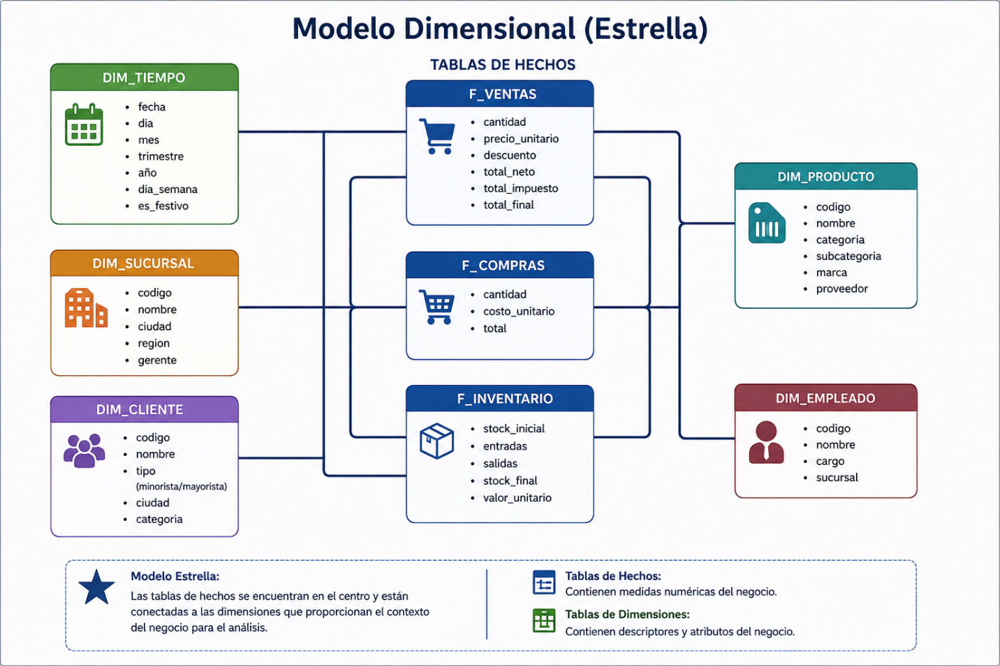 Modelo Dimensional (Estrella)
TABLAS DE HECHOS
DIM_TIEMPO
• fecha
• dia
• mes
• trimestre
• año
• dia_semana
• es_festivo
DIM_SUCURSAL
• codigo
• nombre
• ciudad
• region
• gerente
DIM_CLIENTE
• codigo
• nombre
• tipo
(minorista/mayorista)
• ciudad
• categoria
F_VENTAS
• cantidad
• precio_unitario
• descuento
• total_neto
• total_impuesto
• total_final
F_COMPRAS
• cantidad
• costo_unitario
• total
F_INVENTARIO
• stock_inicial
• entradas
• salidas
• stock_final
• valor_unitario
DIM_PRODUCTO
• codigo
• nombre
• categoria
• subcategoria
• marca
• proveedor
DIM_EMPLEADO
• codigo
• nombre
• cargo
• sucursal
Modelo Estrella:
Las tablas de hechos se encuentran en el centro y están
conectadas a las dimensiones que proporcionan el contexto
del negocio para el análisis.
Tablas de Hechos:
Contienen medidas numéricas del negocio.
Tablas de Dimensiones:
Contienen descriptores y atributos del negocio.